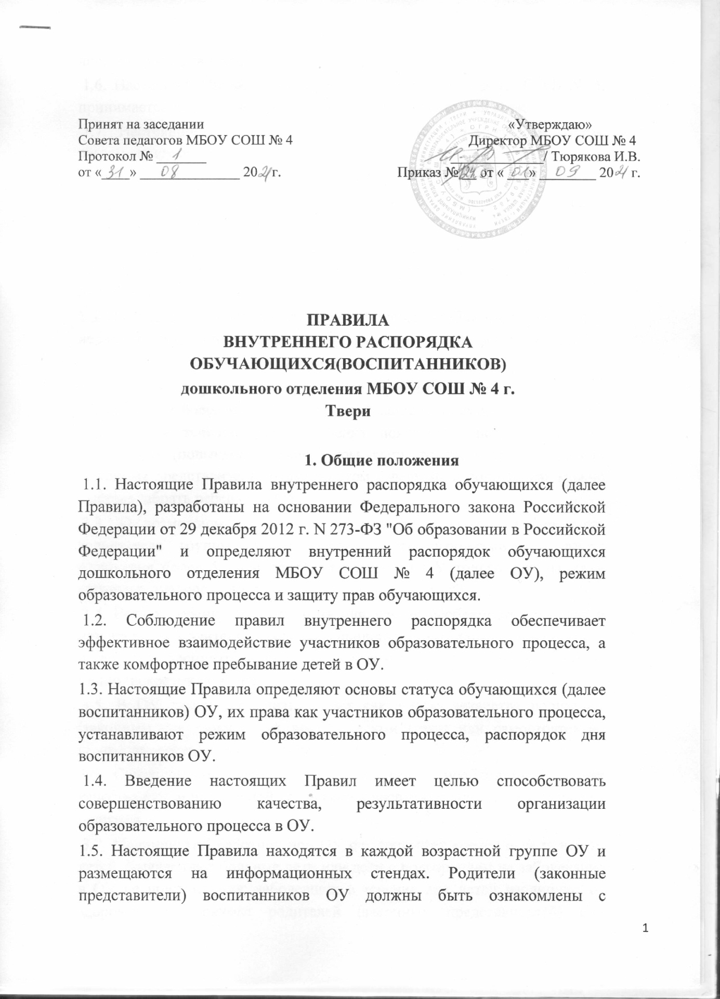 Принят на заседании
Совета педагогов МБОУ СОШ № 4
Протокол № 1
от « 31 » 08 2021г.
«Утверждаю»
Директор МБОУ СОШ № 4
/ Тюрякова И.В.
Приказ № от « 01 » 09 2021 г.
ПРАВИЛА
ВНУТРЕННЕГО РАСПОРЯДКА
ОБУЧАЮЩИХСЯ(ВОСПИТАННИКОВ)
дошкольного отделения МБОУ СОШ № 4 г.
Твери
1. Общие положения
1.1. Настоящие Правила внутреннего распорядка обучающихся (далее
Правила), разработаны на основании Федерального закона Российской
Федерации от 29 декабря 2012 г. N 273-ФЗ "Об образовании в Российской
Федерации" и определяют внутренний распорядок обучающихся
дошкольного отделения МБОУ СОШ № 4 (далее ОУ), режим
образовательного процесса и защиту прав обучающихся.
1.2. Соблюдение правил внутреннего распорядка обеспечивает
эффективное взаимодействие участников образовательного процесса, а
также комфортное пребывание детей в ОУ.
1.3. Настоящие Правила определяют основы статуса обучающихся (далее
воспитанников) ОУ, их права как участников образовательного процесса,
устанавливают режим образовательного процесса, распорядок дня
воспитанников ОУ.
1.4. Введение настоящих Правил имеет целью способствовать
совершенствованию качества, результативности организации
образовательного процесса в ОУ.
1.5. Настоящие Правила находятся в каждой возрастной группе ОУ и
размещаются на информационных стендах. Родители (законные
представители) воспитанников ОУ должны быть ознакомлены с
1